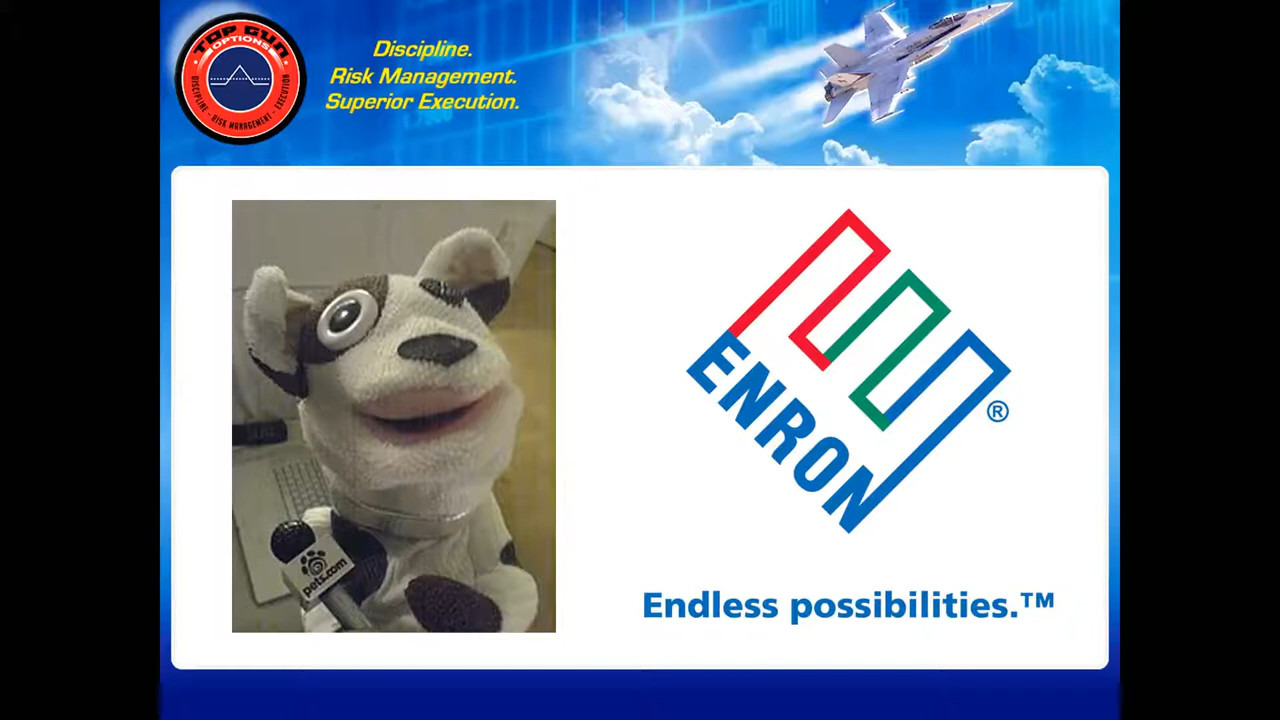 TOP GUN
OPTIONS
DISCIPLINE - RISK MANAGEMENT - EXECUTION
Discipline.
Risk Management.
Superior Execution.
pets.com
ENRON
®
Endless possibilities.™